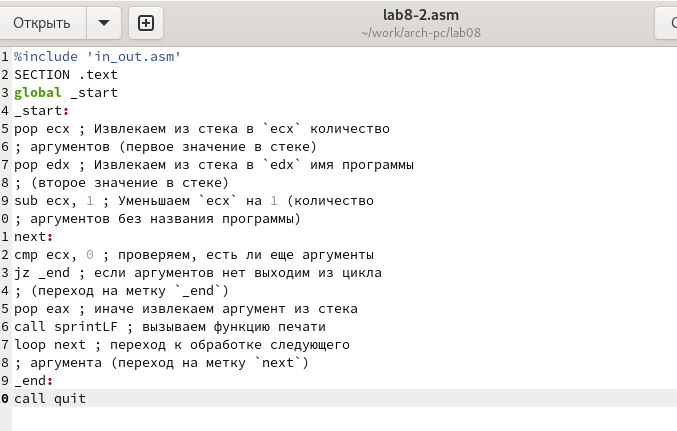 Открыть
lab8-2.asm
~/work/arch-pc/lab08
1 %include 'in_out.asm'
2 SECTION .text
3 global _start
4 _start:
5 pop ecx ; Извлекаем из стека в `ecx` количество
6 ; аргументов (первое значение в стеке)
7 pop edx ; Извлекаем из стека в `edx` имя программы
8 ; (второе значение в стеке)
9 sub ecx, 1 ; Уменьшаем `ecx` на 1 (количество
0 ; аргументов без названия программы)
1 next:
2 cmp ecx, 0 ; проверяем, есть ли еще аргументы
3 jz _end ; если аргументов нет выходим из цикла
4 ; (переход на метку `_end`)
5 pop eax ; иначе извлекаем аргумент из стека
6 call sprintLF ; вызываем функцию печати
7 loop next ; переход к обработке следующего
8 ; аргумента (переход на метку `next`)
9 _end:
0 call quit